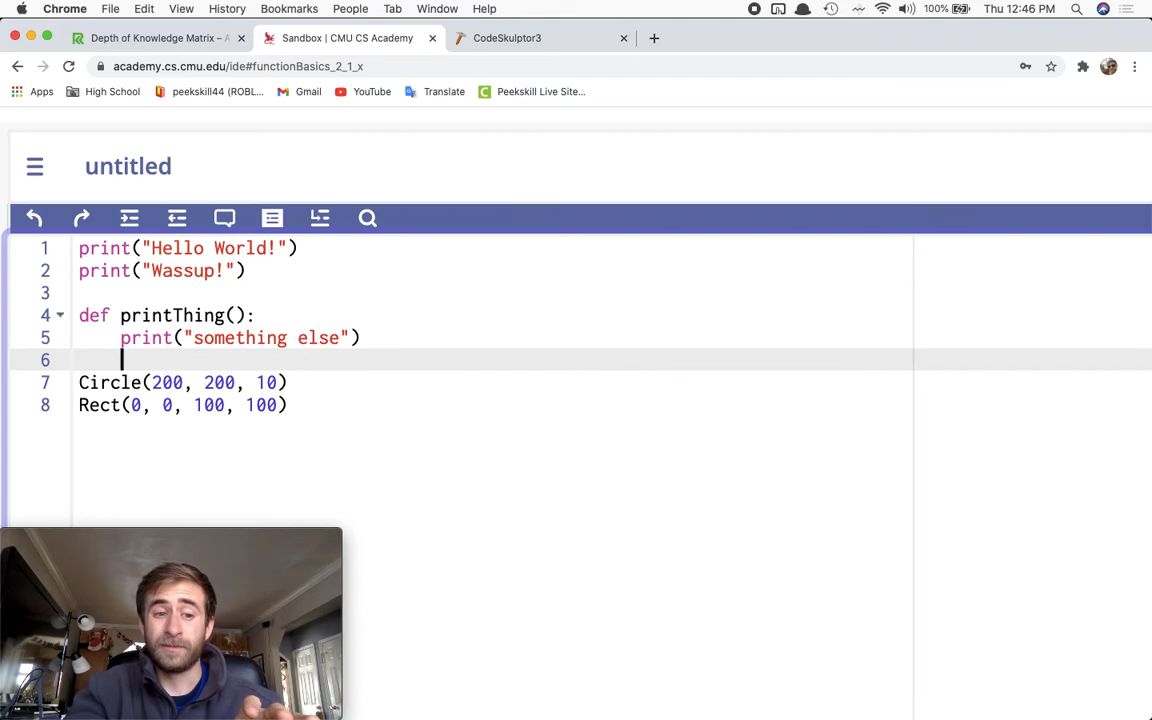 Chrome File Edit View History Bookmarks People Tab Window Help 100% Thu 12:46 PM
Depth of Knowledge Matrix – A Sandbox | CMU CS Academy CodeSkulptor3
academy.cs.cmu.edu/ide#functionBasics_2_1_x
Apps High School peekskill44 (ROBL... Gmail YouTube Translate Peekskill Live Site...
untitled
1 print("Hello World!")
2 print("Wassup!")
3
4 def printThing():
5 print("something else")
6
7 Circle(200, 200, 10)
8 Rect(0, 0, 100, 100)